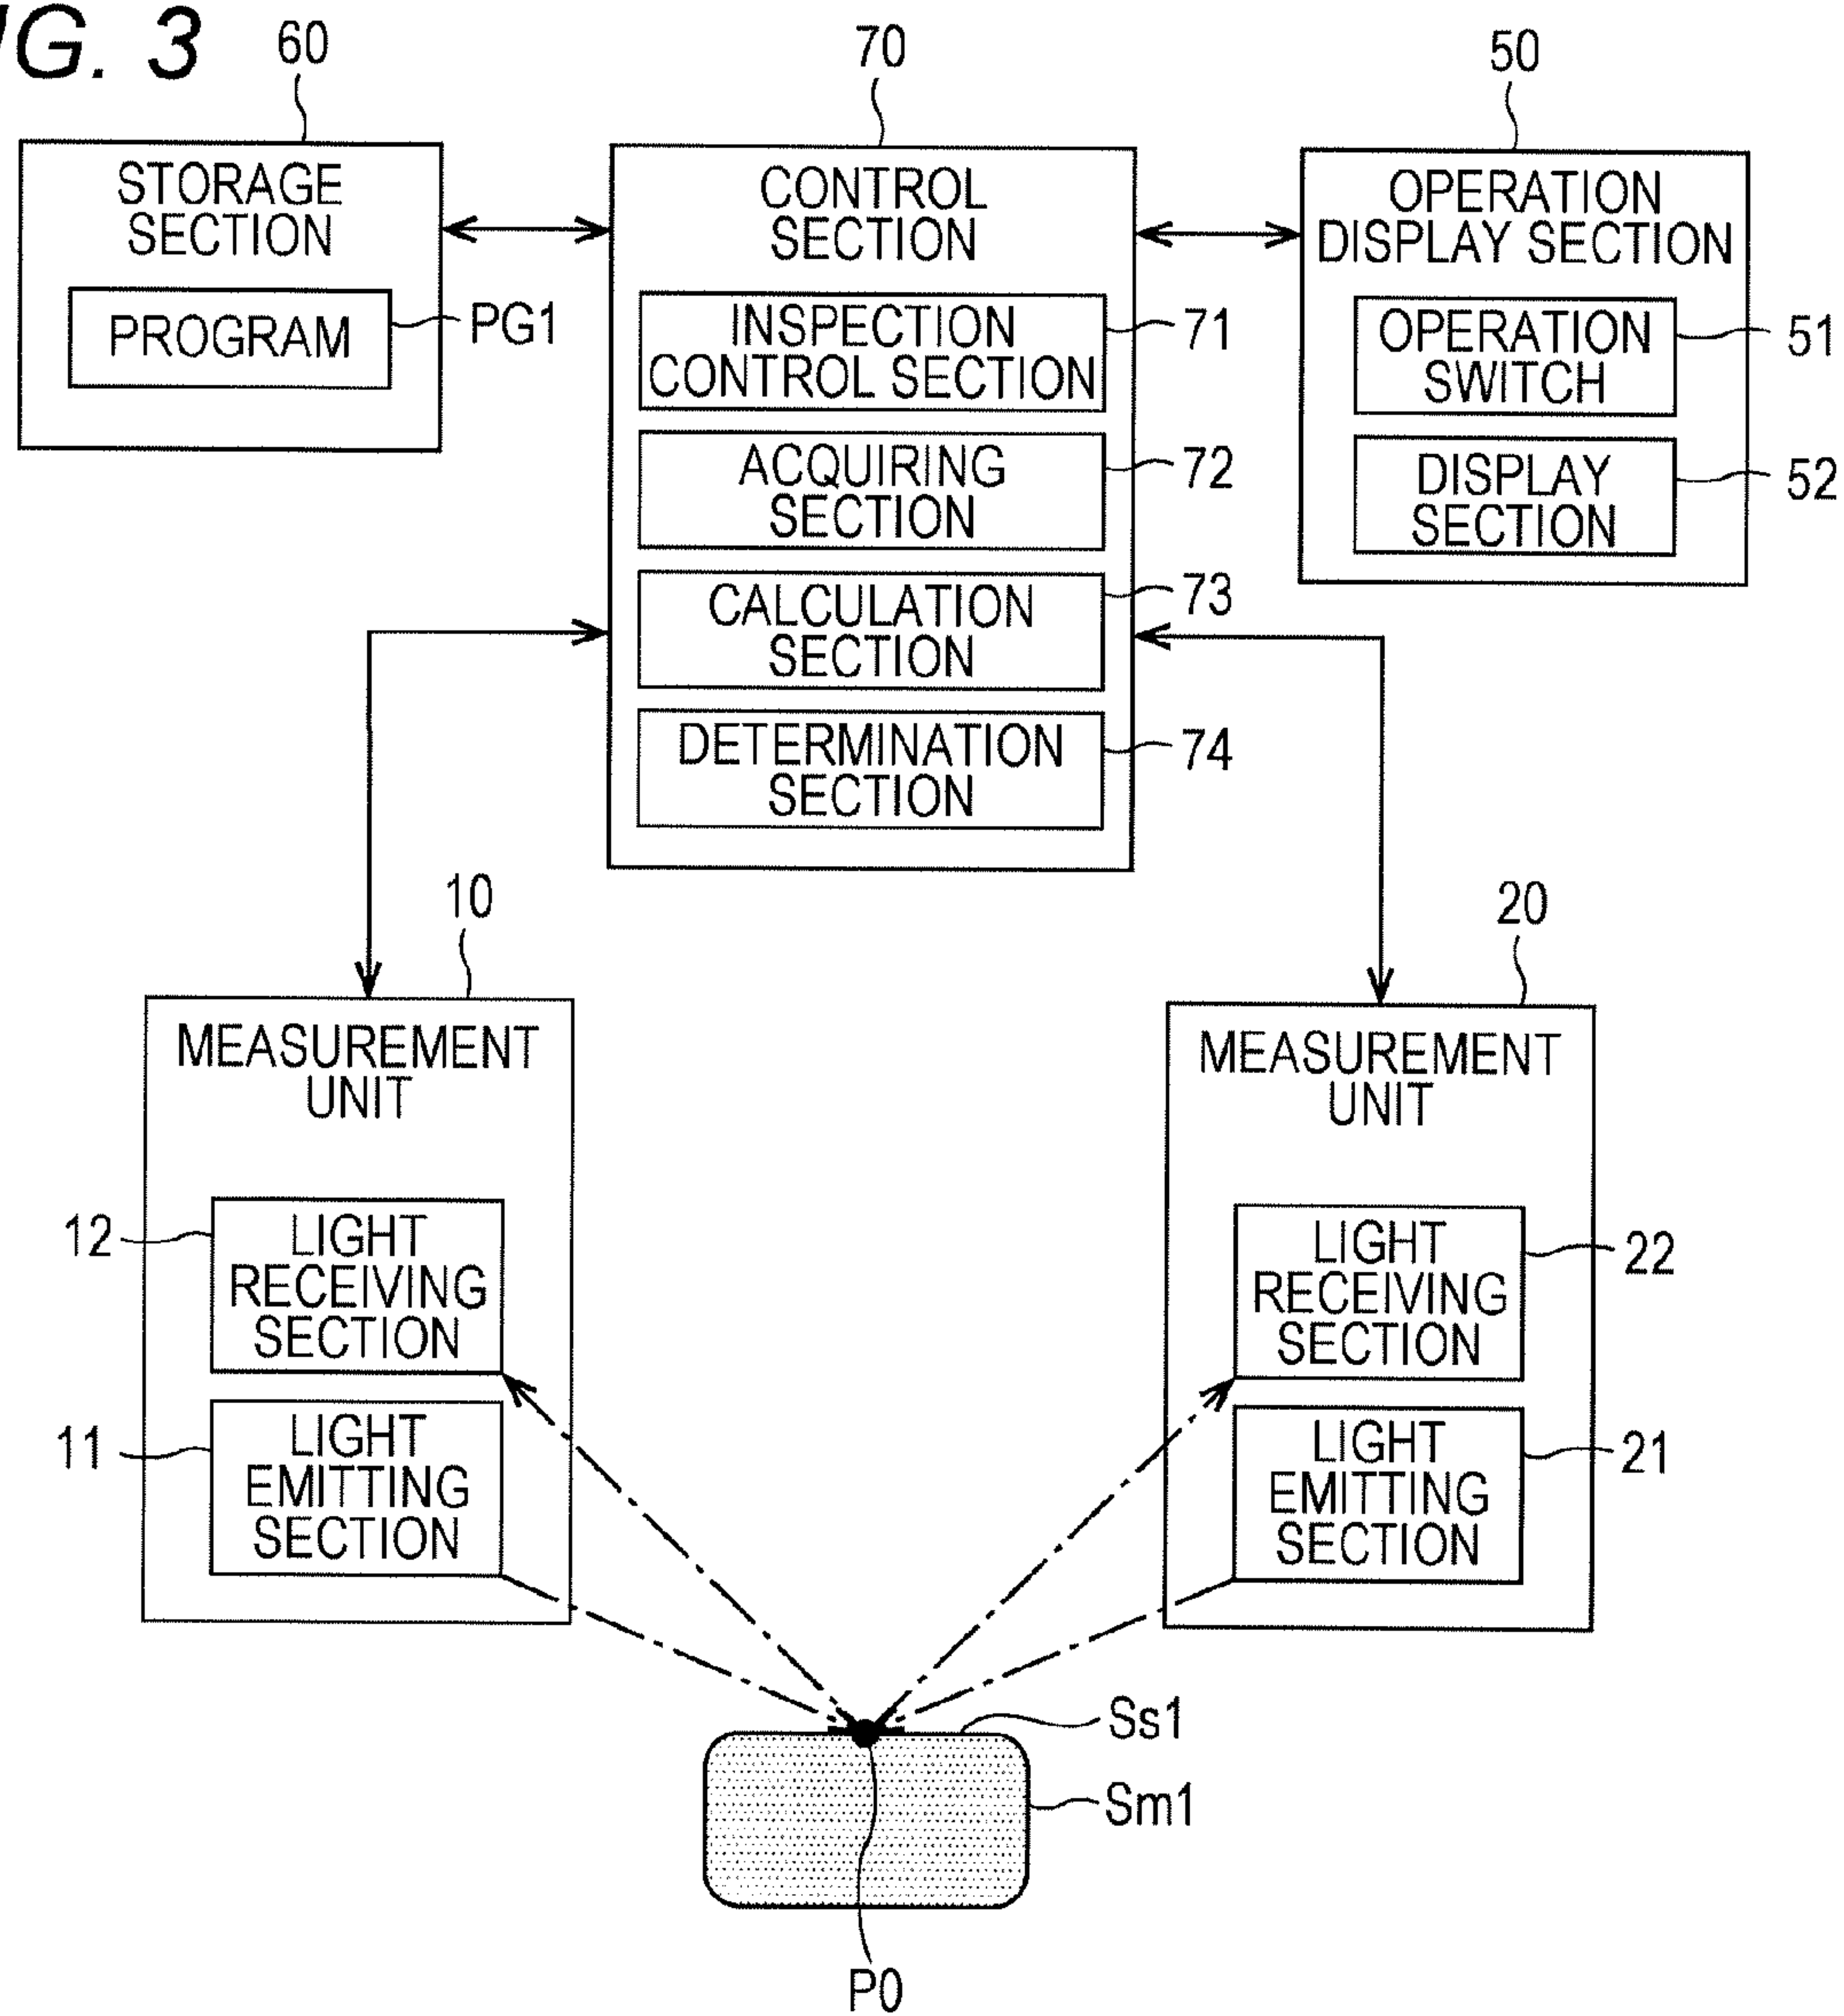 IG. 3
60
70
50
STORAGE
SECTION
PROGRAM
PG1
CONTROL
SECTION
INSPECTION
CONTROL SECTION
71
ACQUIRING
SECTION
72
CALCULATION
SECTION
73
DETERMINATION
SECTION
74
OPERATION
DISPLAY SECTION
OPERATION
SWITCH
51
DISPLAY
SECTION
52
10
MEASUREMENT
UNIT
12
LIGHT
RECEIVING
SECTION
11
LIGHT
EMITTING
SECTION
20
MEASUREMENT
UNIT
LIGHT
RECEIVING
SECTION
22
LIGHT
EMITTING
SECTION
21
Ss1
Sm1
P0